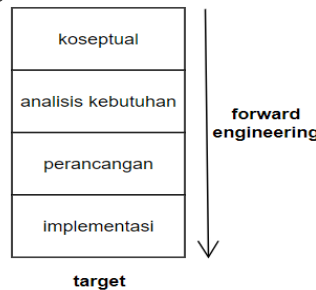 koseptual
analisis kebutuhan
perancangan
implementasi
forward
engineering
target